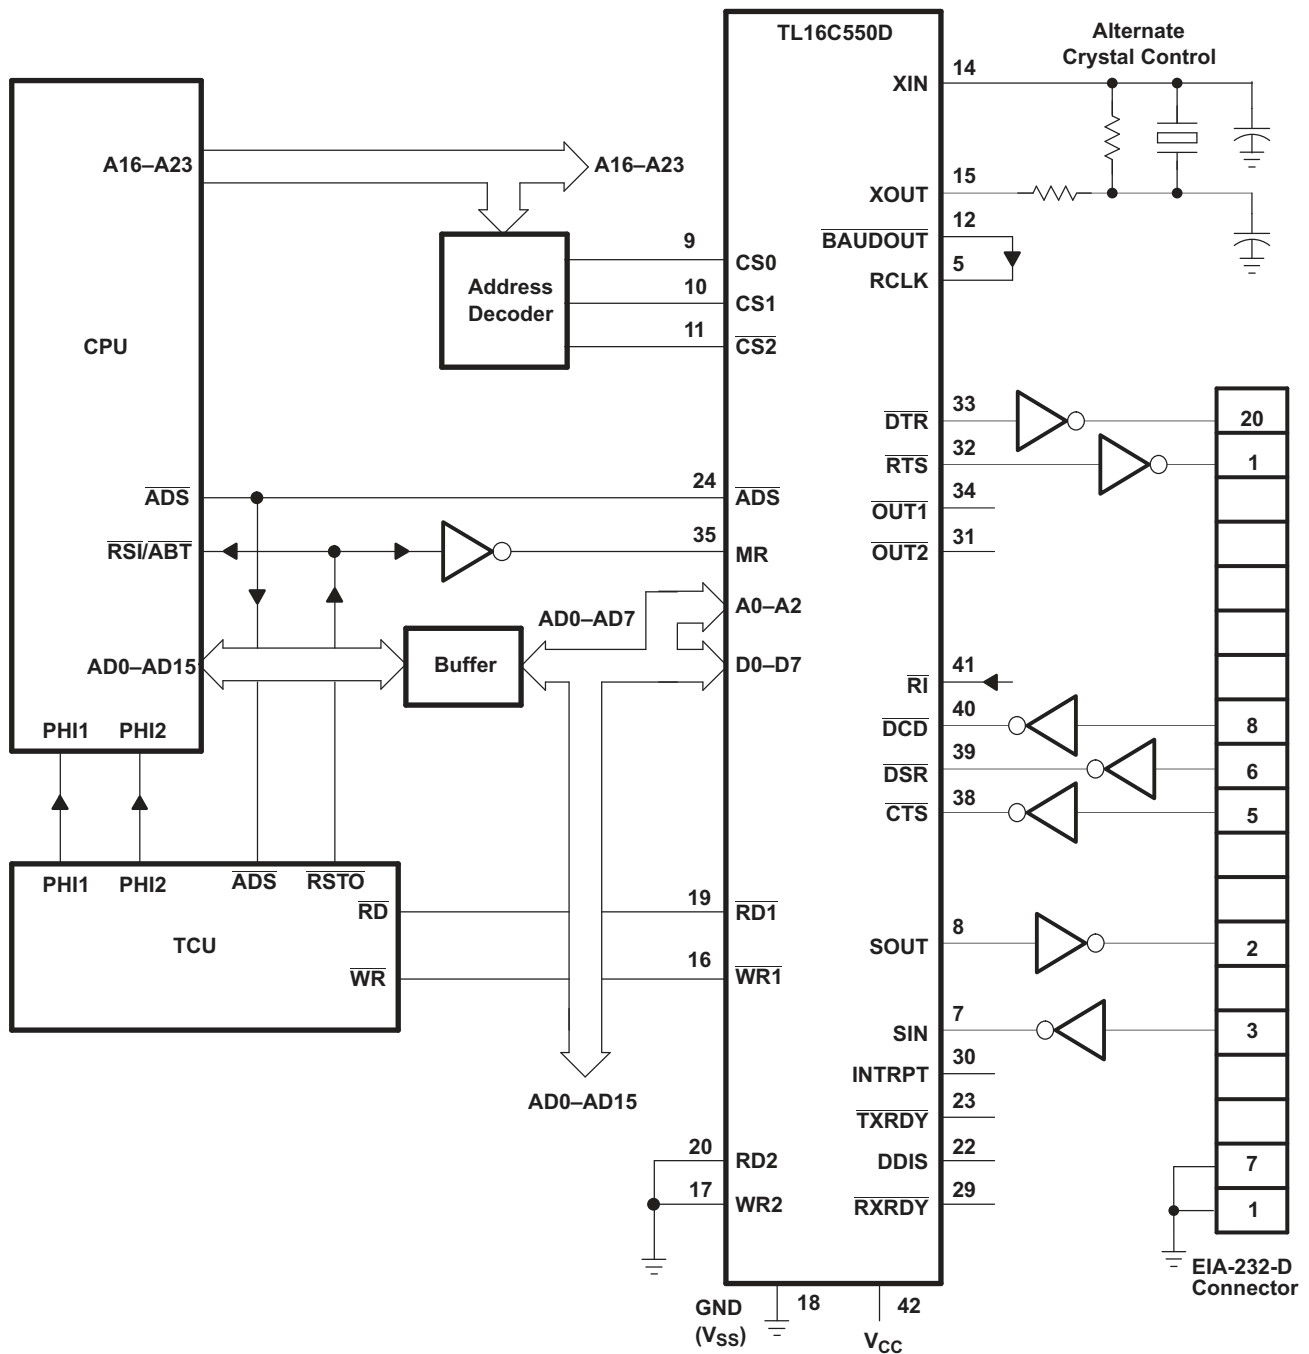 TL16C550D
Alternate
Crystal Control
XIN
14
A16–A23
A16–A23
XOUT
15
BAUDOUT
12
RCLK
5
Address
Decoder
9
CS0
10
CS1
11
CS2
CPU
DTR
33
20
RTS
32
1
ADS
24
ADS
OUT1
34
RSI/ABT
35
MR
OUT2
31
AD0–AD7
A0–A2
AD0–AD15
Buffer
D0–D7
RI
41
PHI1
PHI2
DCD
40
8
DSR
39
6
CTS
38
5
PHI1
PHI2
ADS
RSTO
RD
19
RD1
TCU
SOUT
8
2
WR
16
WR1
SIN
7
3
INTRPT
30
AD0–AD15
TXRDY
23
20
RD2
DDIS
22
7
17
WR2
RXRDY
29
1
EIA-232-D
Connector
GND
(VSS)
18
42
VCC